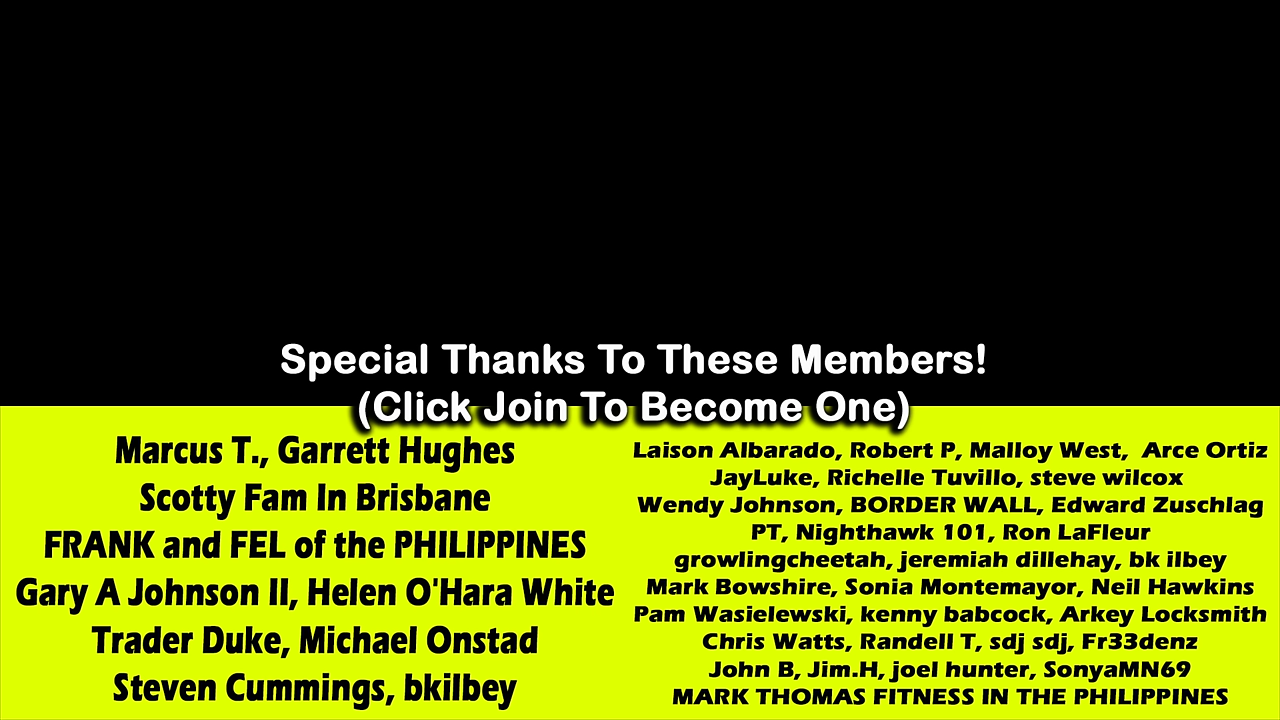 Special Thanks To These Members!
(Click Join To Become One)
Marcus T., Garrett Hughes
Scotty Fam In Brisbane
FRANK and FEL of the PHILIPPINES
Gary A Johnson II, Helen O'Hara White
Trader Duke, Michael Onstad
Steven Cummings, bkilbey
Laison Albarado, Robert P, Malloy West,  Arce Ortiz
JayLuke, Richelle Tuvillo, steve wilcox
Wendy Johnson, BORDER WALL, Edward Zuschlag
PT, Nighthawk 101, Ron LaFleur
growlingcheetah, jeremiah dillehay, bk ilbey
Mark Bowshire, Sonia Montemayor, Neil Hawkins
Pam Wasielewski, kenny babcock, Arkey Locksmith
Chris Watts, Randell T, sdj sdj, Fr33denz
John B, Jim.H, joel hunter, SonyaMN69
MARK THOMAS FITNESS IN THE PHILIPPINES